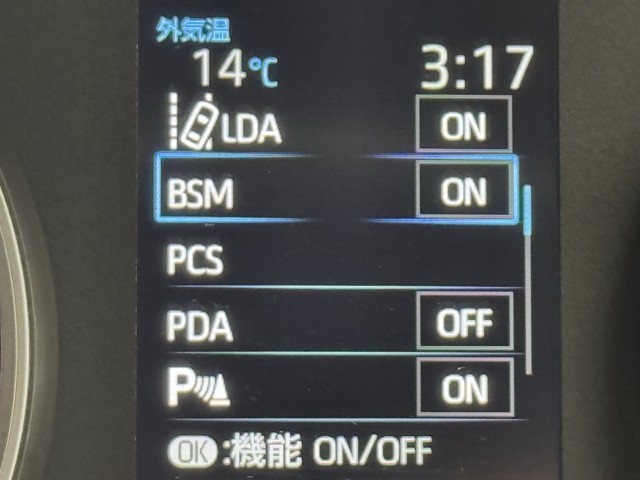 外気温
14℃ 3:17
LDA ON
BSM ON
PCS
PDA OFF
P ON
OK:機能 ON/OFF